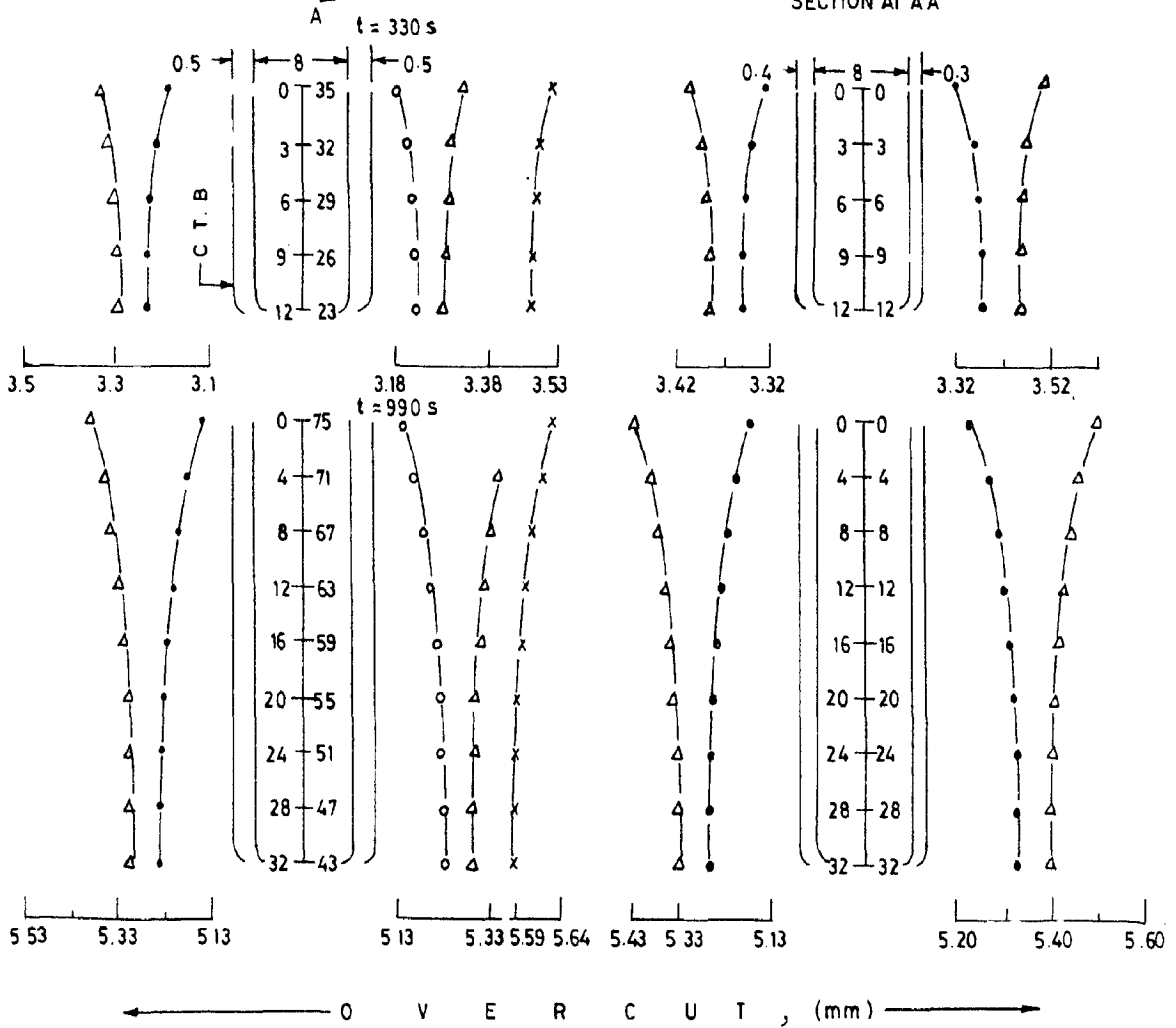 A
SECTION AT AA
t = 330 s
0.5 8 0.5
0.4 8 0.3
0 35
3 32
6 29
9 26
12 23
0 0
3 3
6 6
9 9
12 12
C T. B
3.5 3.3 3.1
3.18 3.38 3.53
3.42 3.32
3.32 3.52
t = 990 s
0 75
4 71
8 67
12 63
16 59
20 55
24 51
28 47
32 43
0 0
4 4
8 8
12 12
16 16
20 20
24 24
28 28
32 32
5.53 5.33 5.13
5.13 5.33 5.59 5.64
5.43 5.33 5.13
5.20 5.40 5.60
O V E R C U T , (mm)